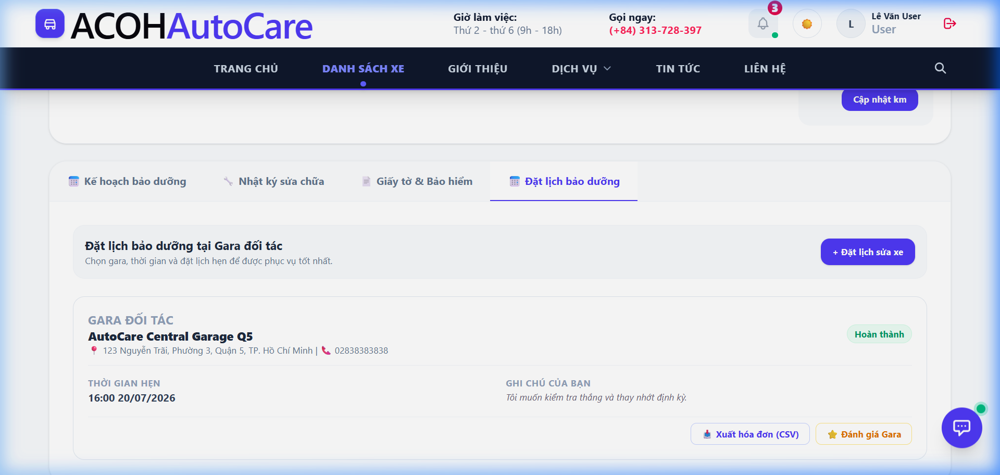 ACOHAutoCare
Giờ làm việc:
Thứ 2 - thứ 6 (9h - 18h)
Gọi ngay:
(+84) 313-728-397
3
L
Lê Văn User
User
TRANG CHỦ
DANH SÁCH XE
GIỚI THIỆU
DỊCH VỤ
TIN TỨC
LIÊN HỆ
Cập nhật km
Kế hoạch bảo dưỡng
Nhật ký sửa chữa
Giấy tờ & Bảo hiểm
Đặt lịch bảo dưỡng
Đặt lịch bảo dưỡng tại Gara đối tác
Chọn gara, thời gian và đặt lịch hẹn để được phục vụ tốt nhất.
+ Đặt lịch sửa xe
GARA ĐỐI TÁC
AutoCare Central Garage Q5
123 Nguyễn Trãi, Phường 3, Quận 5, TP. Hồ Chí Minh | 02838383838
Hoàn thành
THỜI GIAN HẸN
16:00 20/07/2026
GHI CHÚ CỦA BẠN
Tôi muốn kiểm tra thắng và thay nhớt định kỳ.
Xuất hóa đơn (CSV)
Đánh giá Gara